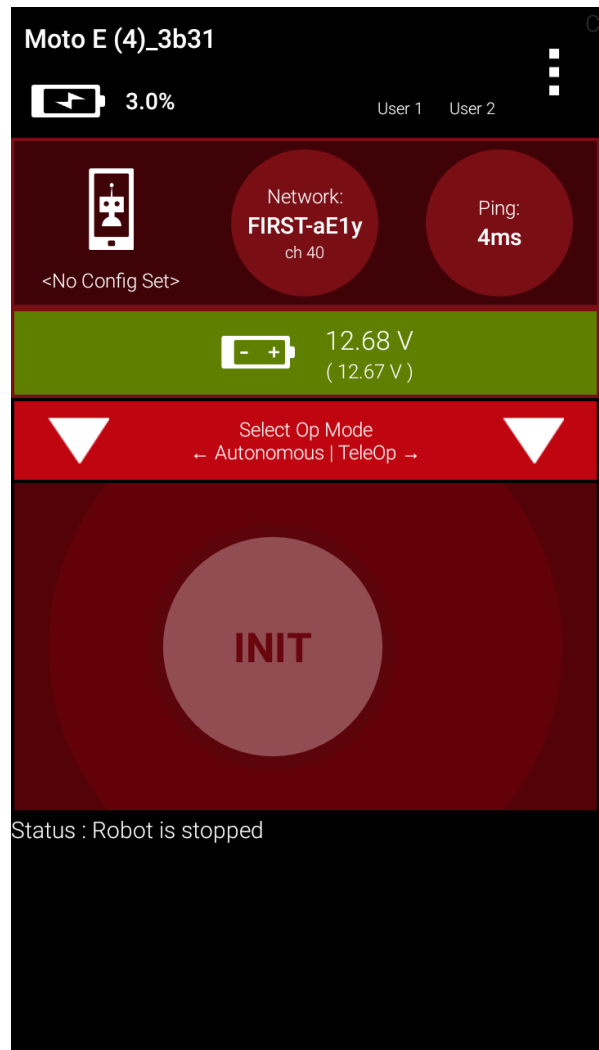 Moto E (4)_3b31
3.0%
User 1 User 2
Network:
FIRST-aE1y
ch 40
Ping:
4ms
<No Config Set>
12.68 V
( 12.67 V )
Select Op Mode
← Autonomous | TeleOp →
INIT
Status : Robot is stopped